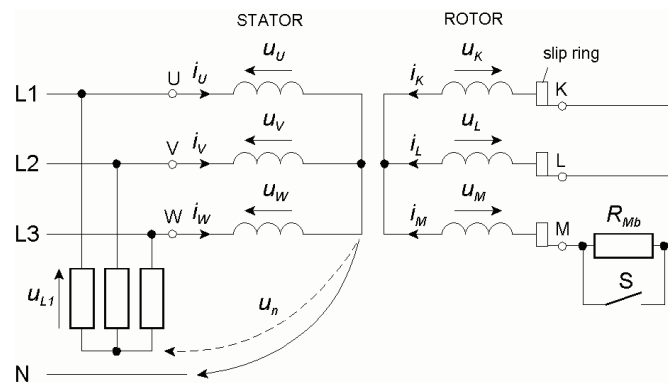 STATOR ROTOR
u_U u_K slip ring
L1 U i_U i_K K
u_V u_L
L2 V i_V i_L L
u_W u_M
L3 W i_W i_M M R_Mb
S
u_L1 u_n
N